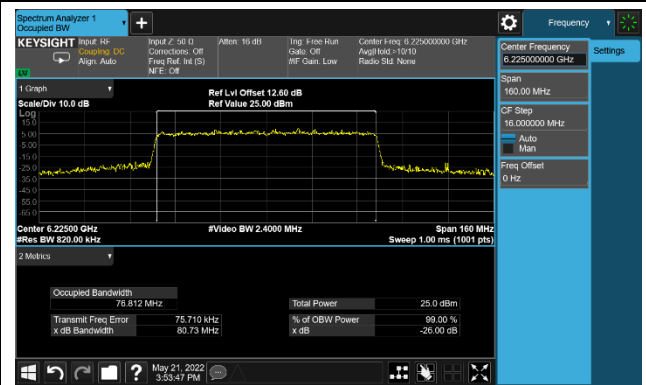 Spectrum Analyzer 1
Occupied BW
Frequency
KEYSIGHT
Input: RF
Coupling: DC
Align: Auto
Input Z: 50 Ω
Corrections: Off
Freq Ref: Int (S)
NFE: Off
Atten: 16 dB
Trig: Free Run
Gate: Off
#IF Gain: Low
Center Freq: 6.225000000 GHz
Avg|Hold:>10/10
Radio Std: None
LXI
Center Frequency
6.225000000 GHz
Settings
Span
160.00 MHz
CF Step
16.000000 MHz
Auto
Man
Freq Offset
0 Hz
1 Graph
Scale/Div 10.0 dB
Ref Lvl Offset 12.60 dB
Ref Value 25.00 dBm
Log
15.0
5.00
-5.00
-15.0
-25.0
-35.0
-45.0
-55.0
-65.0
Center 6.22500 GHz
#Video BW 2.4000 MHz
Span 160 MHz
#Res BW 820.00 kHz
Sweep 1.00 ms (1001 pts)
2 Metrics
Occupied Bandwidth
76.812 MHz
Total Power
25.0 dBm
Transmit Freq Error
75.710 kHz
% of OBW Power
99.00 %
x dB Bandwidth
80.73 MHz
x dB
-26.00 dB
?
May 21, 2022
3:53:47 PM